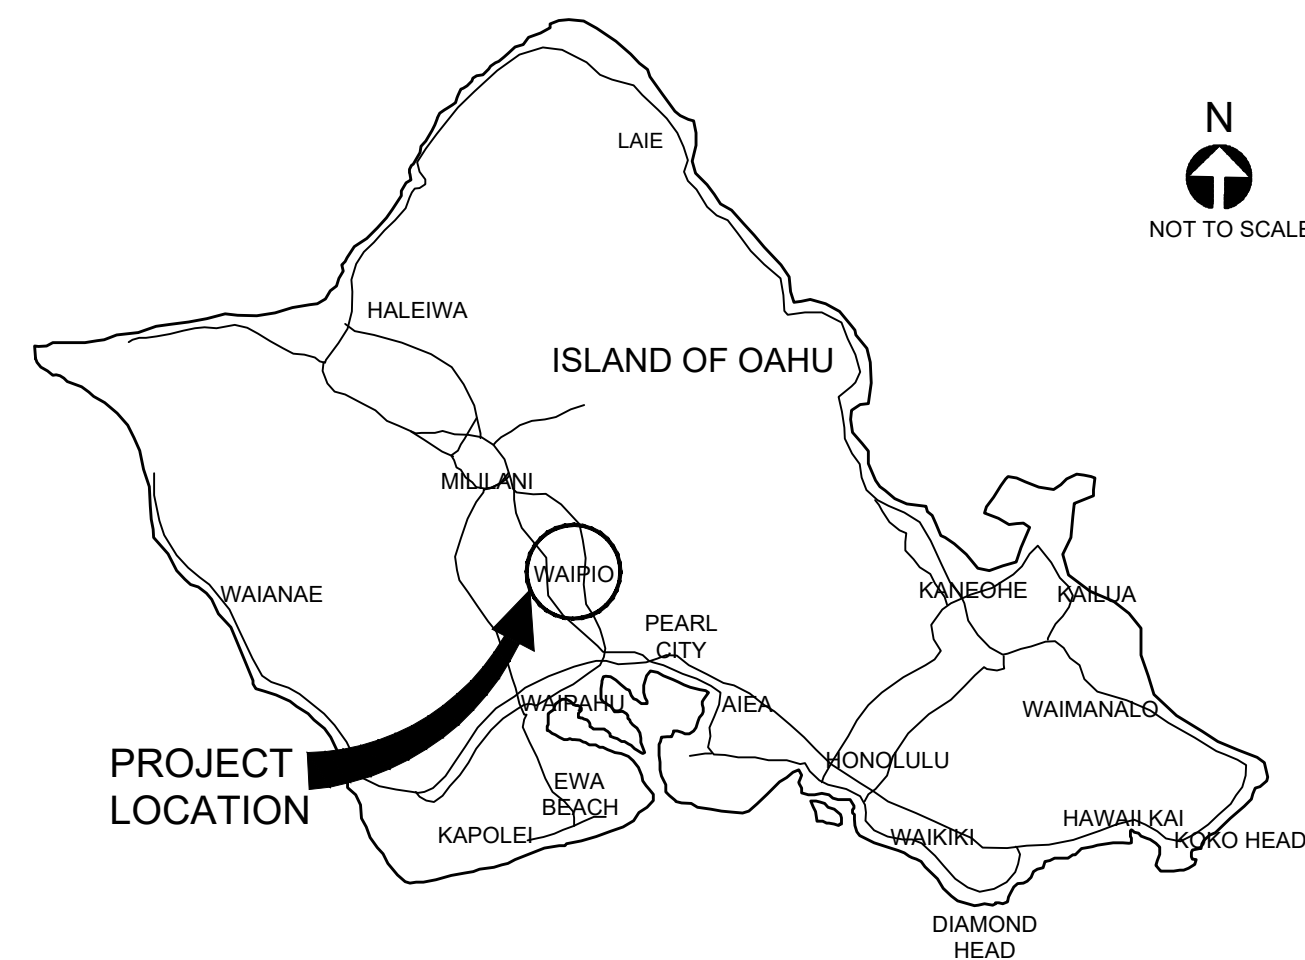 N
NOT TO SCALE
LAIE
HALEIWA
ISLAND OF OAHU
MILILANI
WAIPIO
WAIANAE
KANEOHE
KAILUA
PEARL
CITY
WAIPAHU
AIEA
WAIMANALO
PROJECT
LOCATION
HONOLULU
EWA
BEACH
KAPOLEI
WAIKIKI
HAWAII KAI
KOKO HEAD
DIAMOND
HEAD